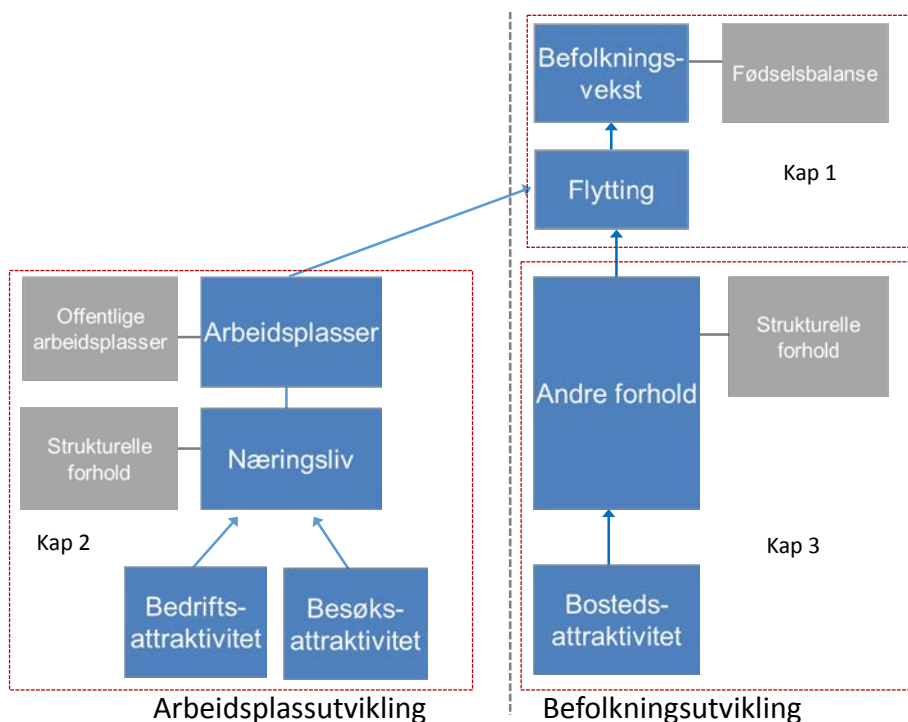 Befolknings-
vekst
Fødselsbalanse
Kap 1
Flytting
Offentlige
arbeidsplasser
Arbeidsplasser
Strukturelle
forhold
Næringsliv
Kap 2
Bedrifts-
attraktivitet
Besøks-
attraktivitet
Arbeidsplassutvikling
Andre forhold
Strukturelle
forhold
Kap 3
Bosteds-
attraktivitet
Befolkningsutvikling